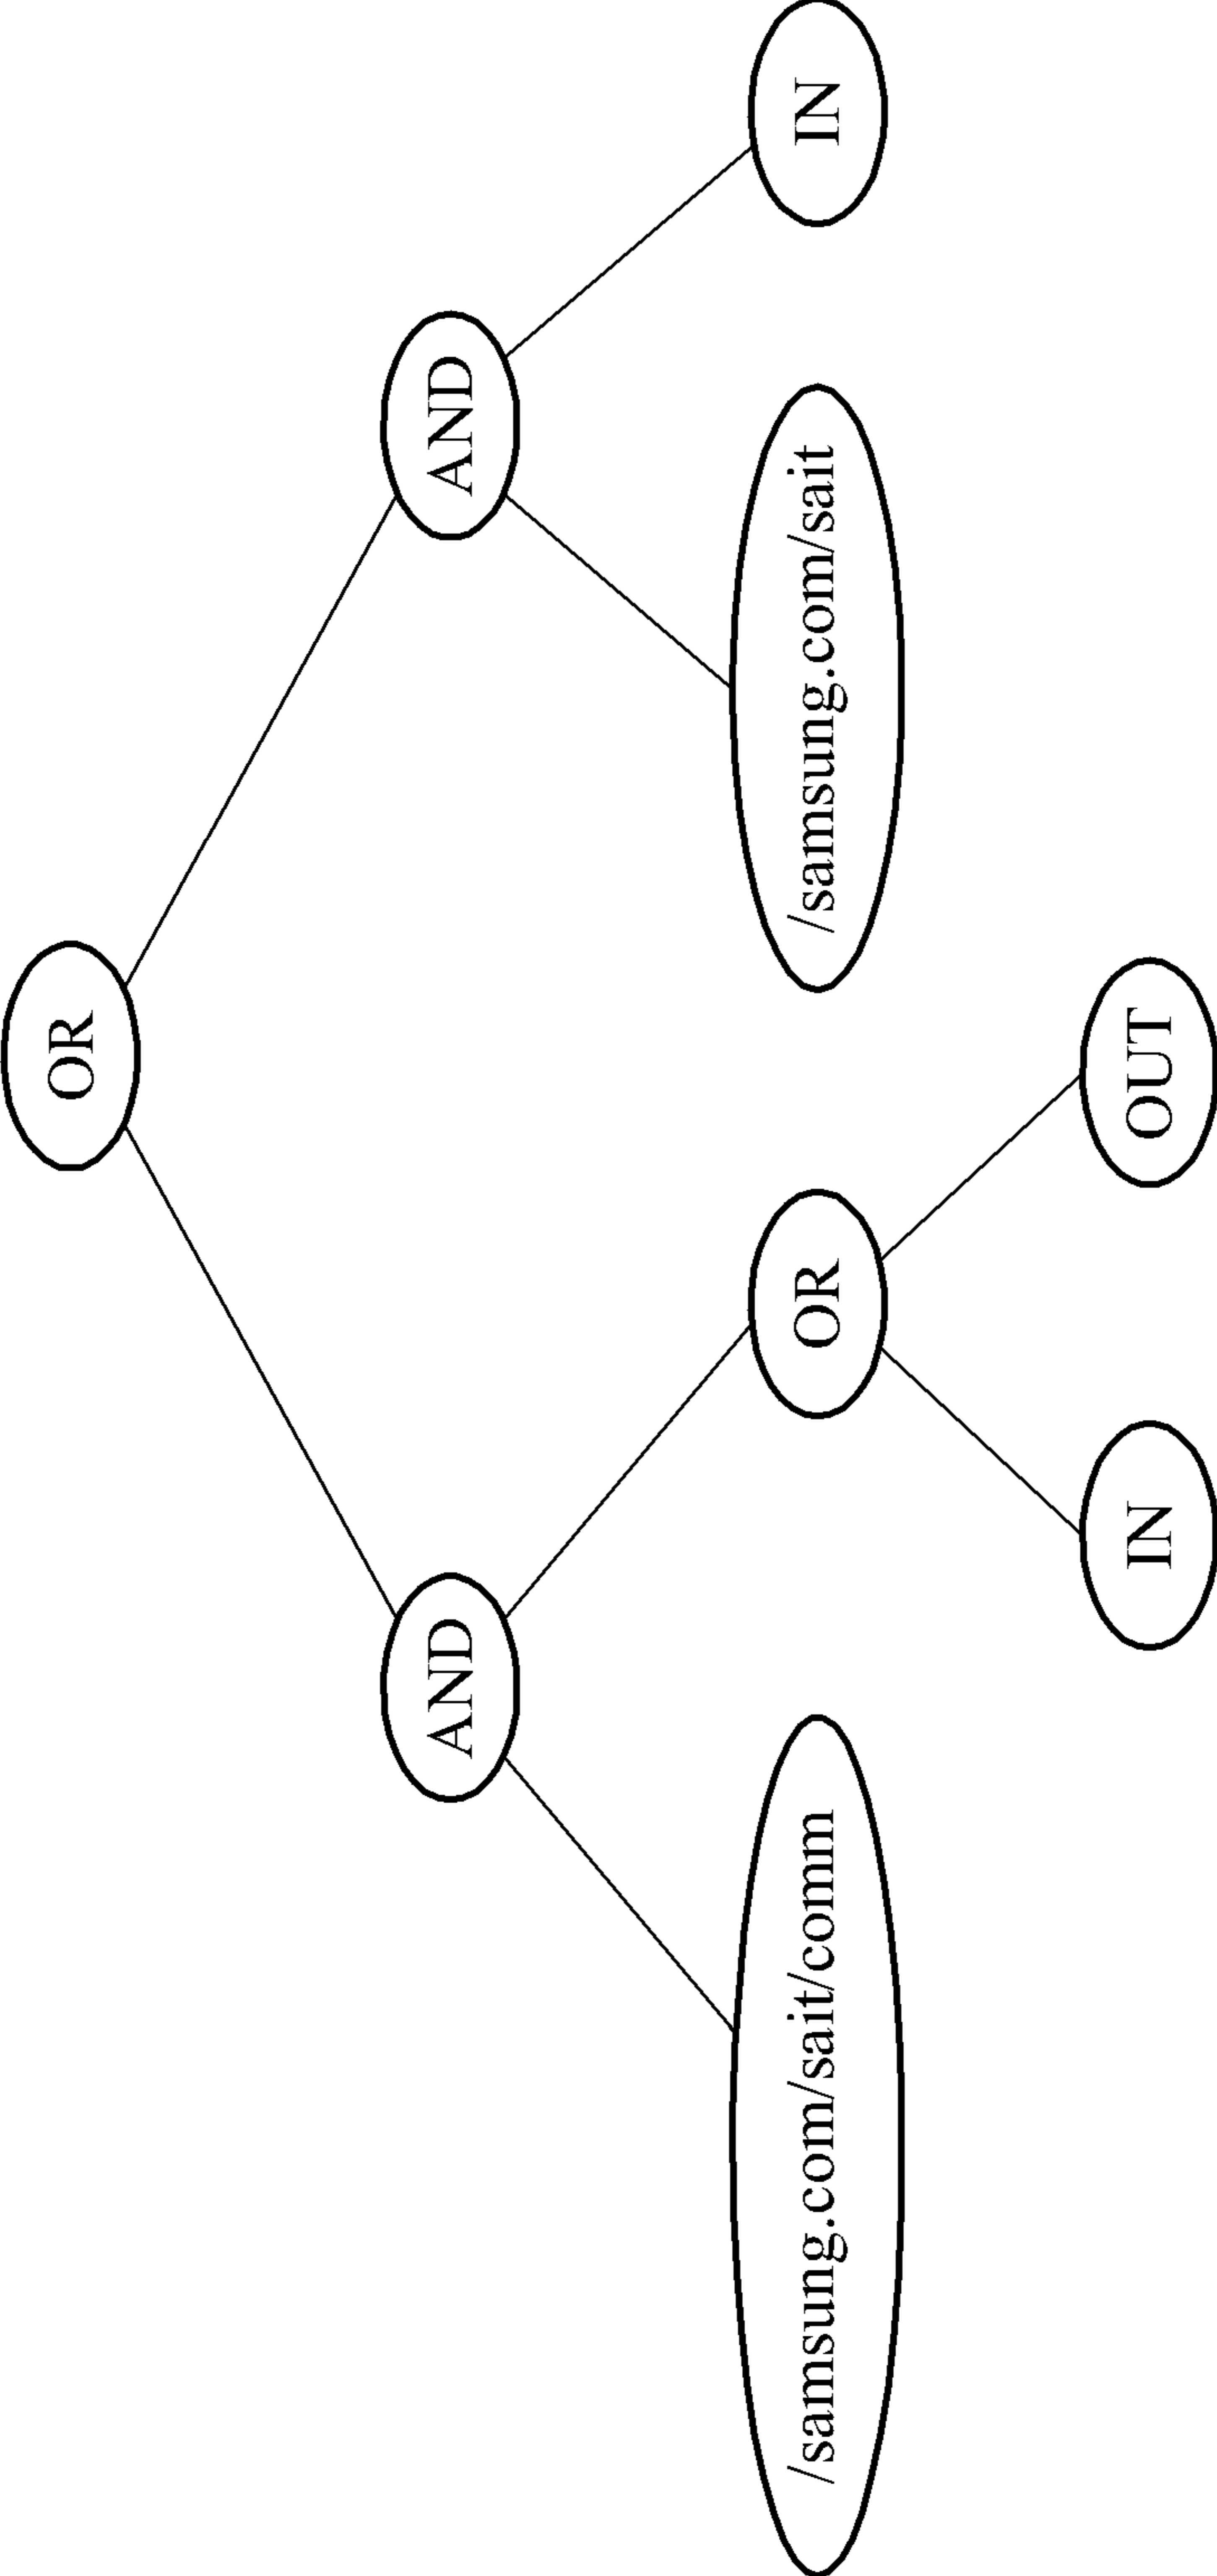 OR
AND
AND
/samsung.com/sait/comm
OR
/samsung.com/sait
IN
IN
OUT